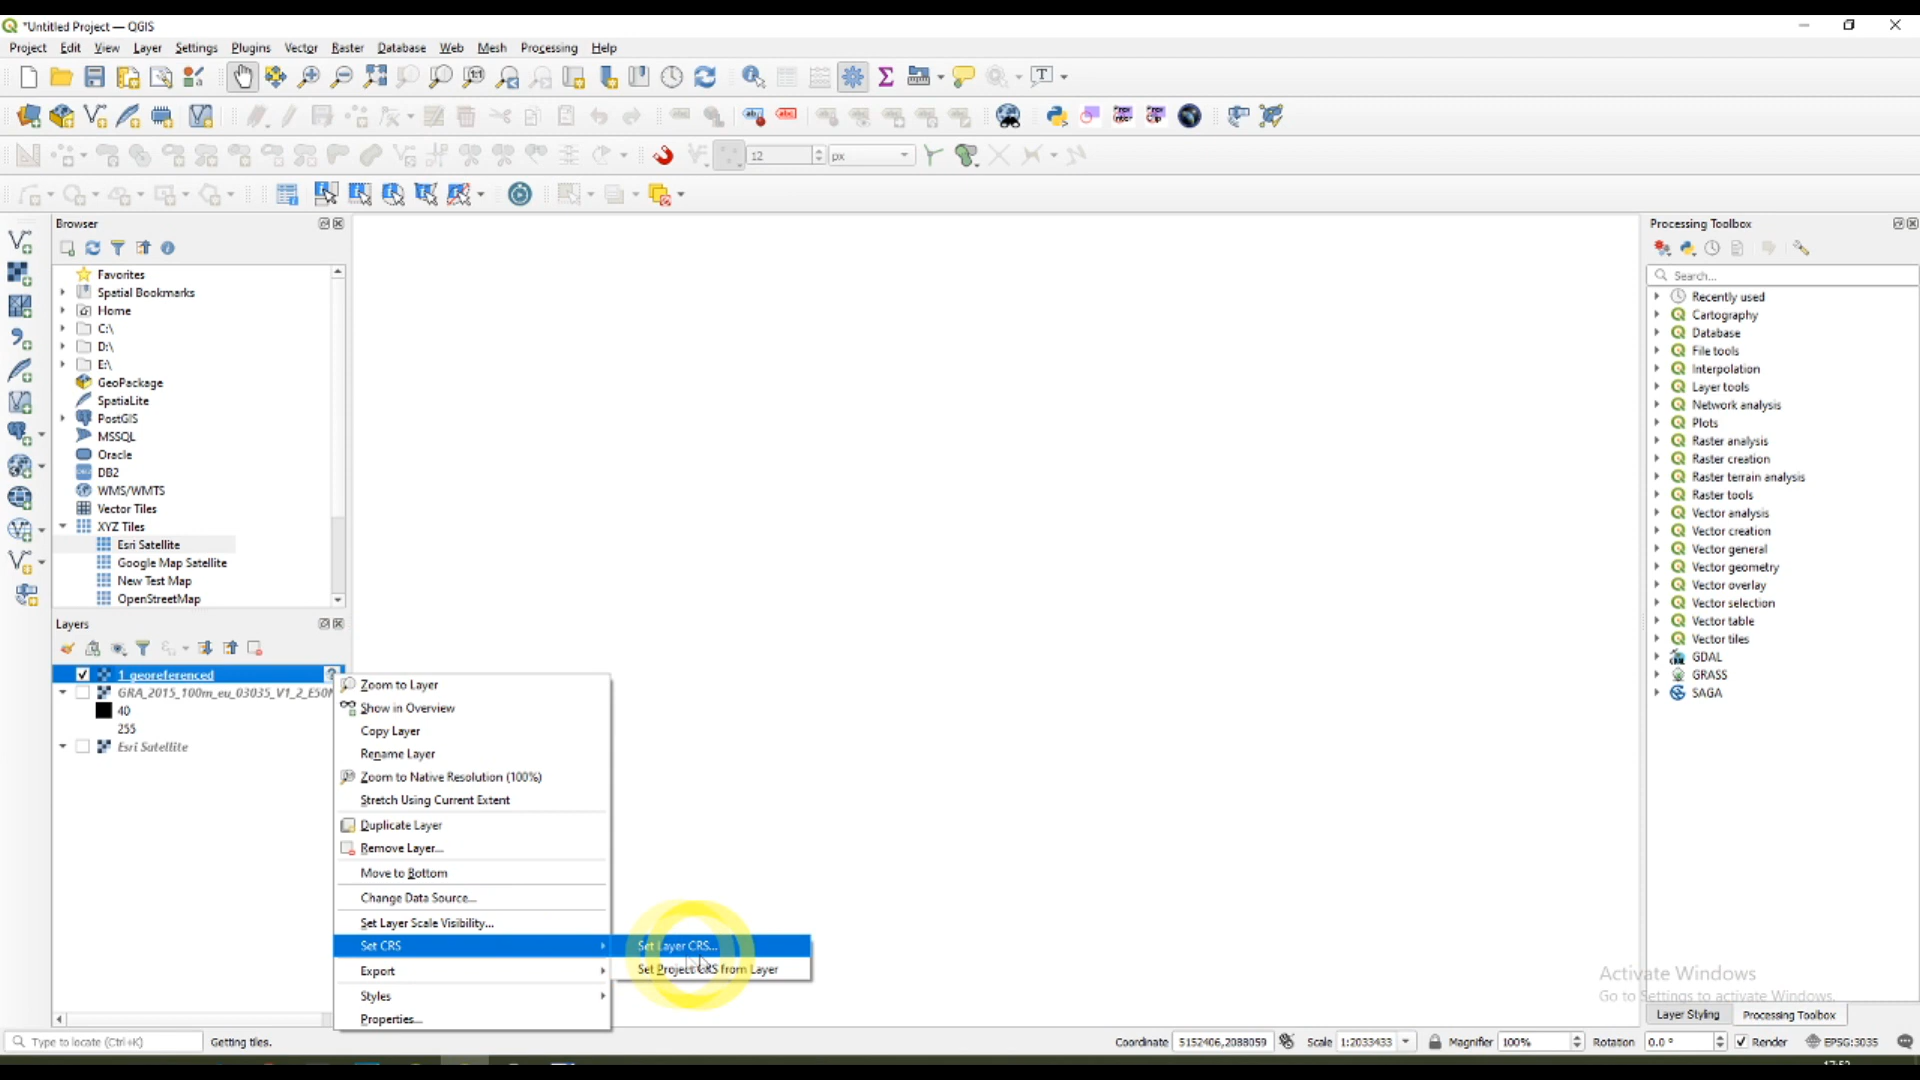 *Untitled Project — QGIS
Project Edit View Layer Settings Plugins Vector Raster Database Web Mesh Processing Help
12 px
Browser
Favorites
Spatial Bookmarks
Home
C:\
D:\
E:\
GeoPackage
SpatiaLite
PostGIS
MSSQL
Oracle
DB2
WMS/WMTS
Vector Tiles
XYZ Tiles
Esri Satellite
Google Map Satellite
New Test Map
OpenStreetMap
Layers
1 georeferenced
GRA_2015_100m_eu_03035_V1_2_E50N
40
255
Esri Satellite
Zoom to Layer
Show in Overview
Copy Layer
Rename Layer
Zoom to Native Resolution (100%)
Stretch Using Current Extent
Duplicate Layer
Remove Layer...
Move to Bottom
Change Data Source...
Set Layer Scale Visibility...
Set CRS
Export
Styles
Properties...
Set Layer CRS...
Set Project CRS from Layer
Processing Toolbox
Search...
Recently used
Cartography
Database
File tools
Interpolation
Layer tools
Network analysis
Plots
Raster analysis
Raster creation
Raster terrain analysis
Raster tools
Vector analysis
Vector creation
Vector general
Vector geometry
Vector overlay
Vector selection
Vector table
Vector tiles
GDAL
GRASS
SAGA
Activate Windows
Go to Settings to activate Windows.
Layer Styling Processing Toolbox
Type to locate (Ctrl+K) Getting tiles. Coordinate 5152406,2088059 Scale 1:2033433 Magnifier 100% Rotation 0.0 ° Render EPSG:3035